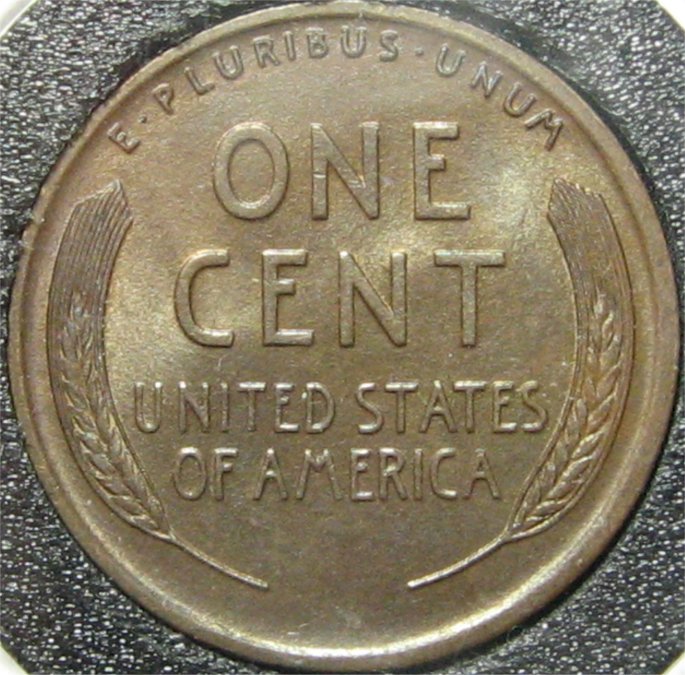 E·PLURIBUS·UNUM
ONE
CENT
UNITED STATES
OF AMERICA